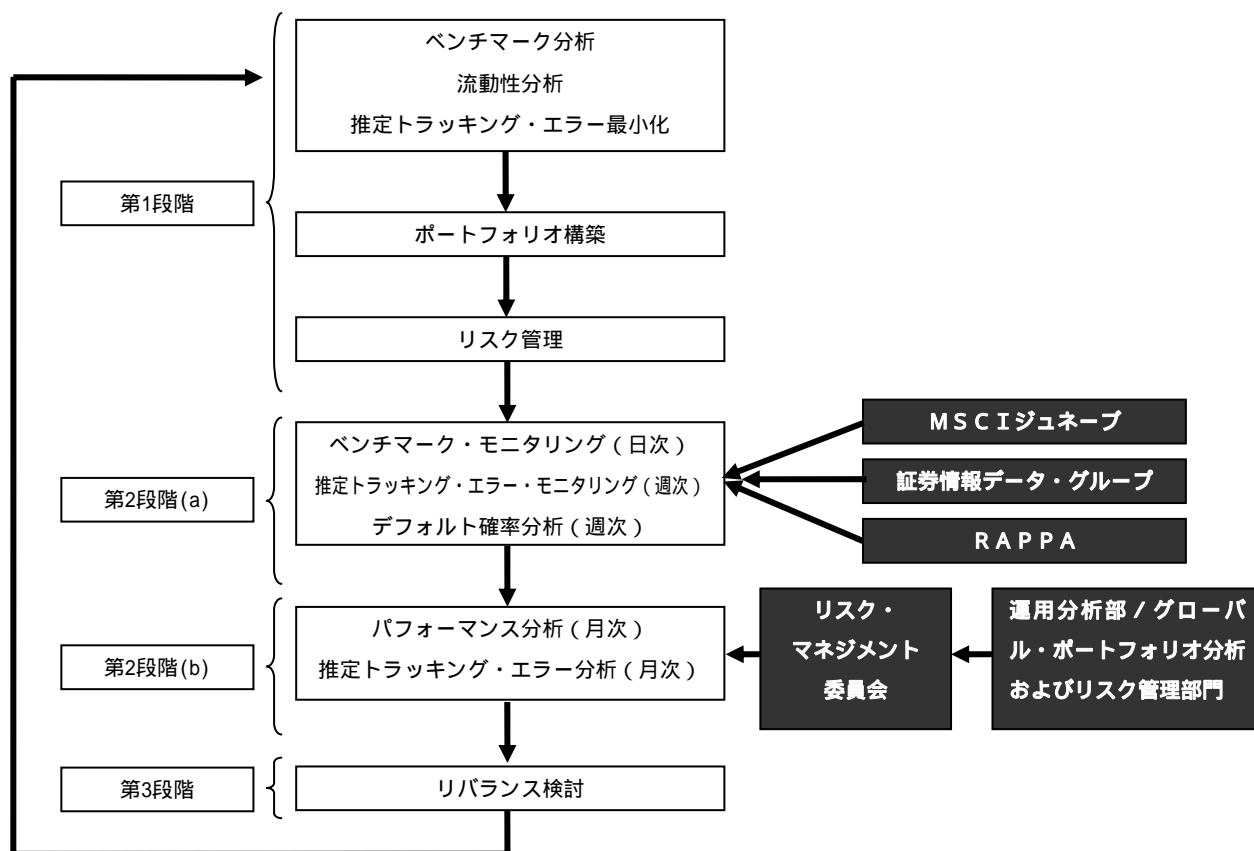 ベンチマーク分析
流動性分析
推定トラッキング・エラー最小化
第1段階
ポートフォリオ構築
リスク管理
ベンチマーク・モニタリング(日次)
推定トラッキング・エラー・モニタリング(週次)
デフォルト確率分析(週次)
第2段階(a)
MSCIジュネーブ
証券情報データ・グループ
RAPPA
パフォーマンス分析(月次)
推定トラッキング・エラー分析(月次)
第2段階(b)
リスク・
マネジメント
委員会
運用分析部/グローバ
ル・ポートフォリオ分析
およびリスク管理部門
第3段階
リバランス検討